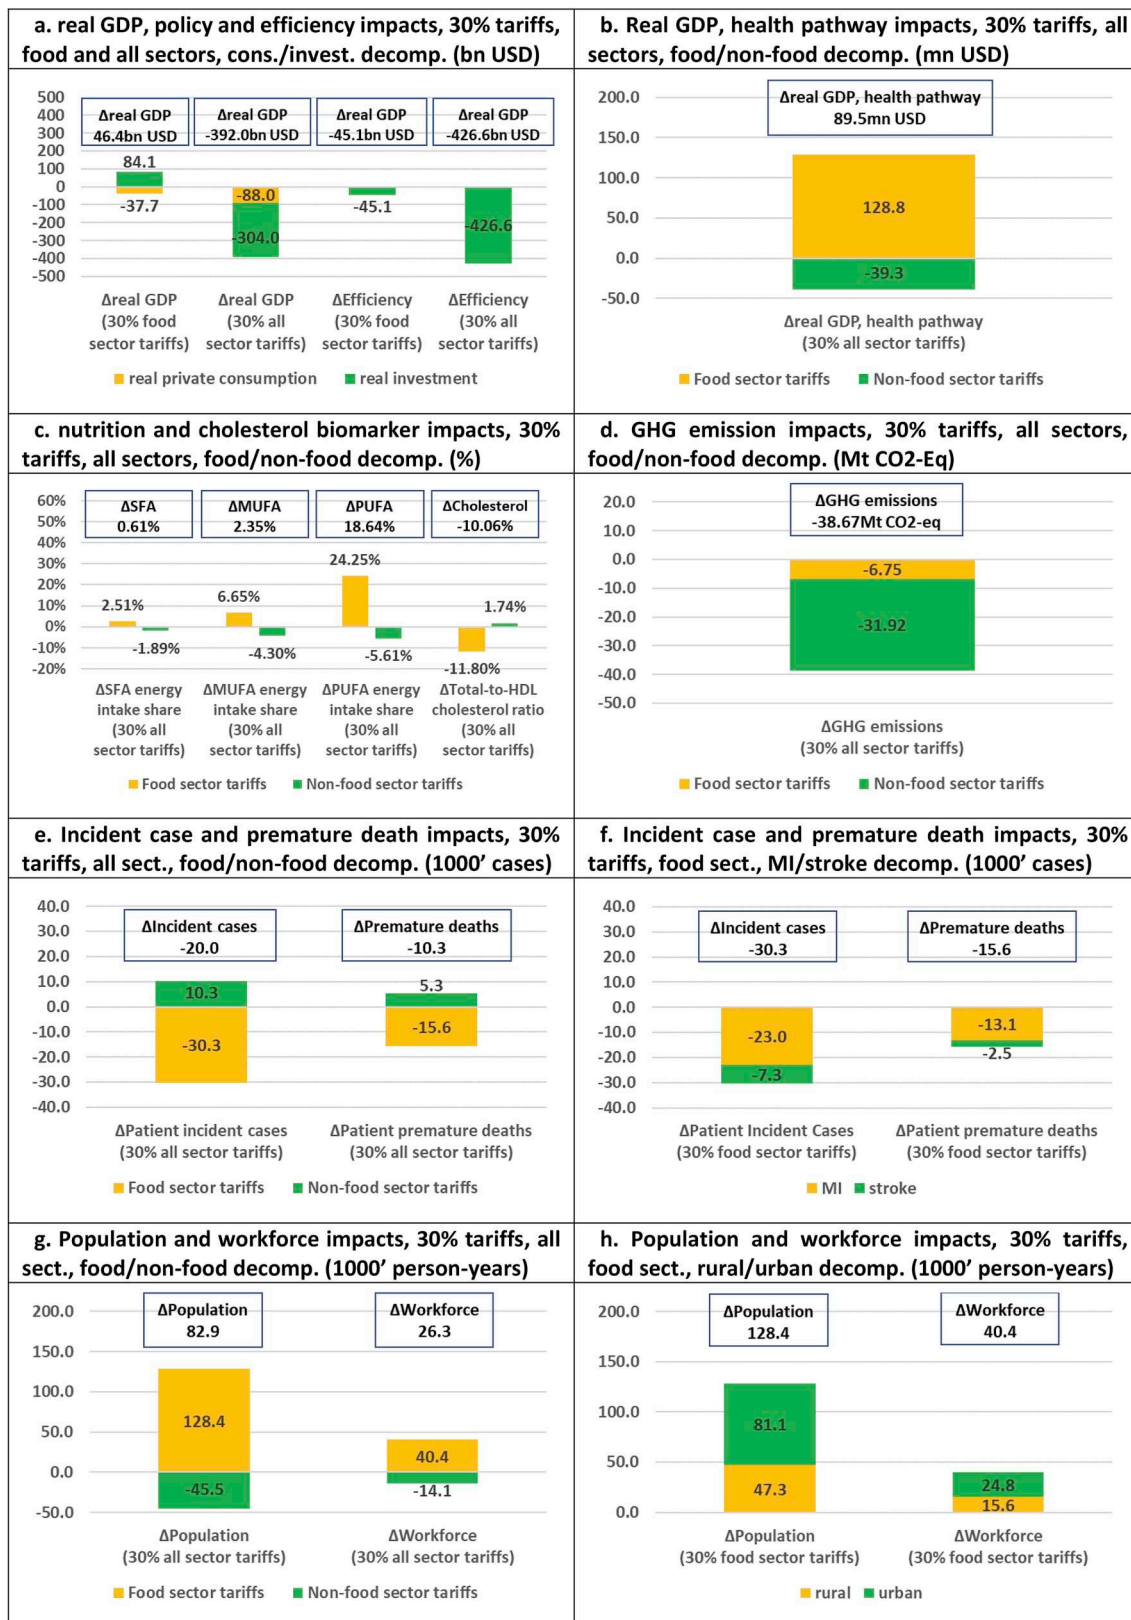 a. real GDP, policy and efficiency impacts, 30% tariffs,
food and all sectors, cons./invest. decomp. (bn USD)
500
400
300
200
100
0
-100
-200
-300
-400
-500
Δreal GDP
46.4bn USD
Δreal GDP
-392.0bn USD
Δreal GDP
-45.1bn USD
Δreal GDP
-426.6bn USD
84.1
-37.7
-88.0
-304.0
-45.1
-426.6
Δreal GDP
(30% food
sector tariffs)
Δreal GDP
(30% all
sector tariffs)
ΔEfficiency
(30% food
sector tariffs)
ΔEfficiency
(30% all
sector tariffs)
real private consumption
real investment
b. Real GDP, health pathway impacts, 30% tariffs, all
sectors, food/non-food decomp. (mn USD)
200.0
150.0
100.0
50.0
0.0
-50.0
Δreal GDP, health pathway
89.5mn USD
128.8
-39.3
Δreal GDP, health pathway
(30% all sector tariffs)
Food sector tariffs
Non-food sector tariffs
c. nutrition and cholesterol biomarker impacts, 30%
tariffs, all sectors, food/non-food decomp. (%)
60%
50%
40%
30%
20%
10%
0%
-10%
-20%
ΔSFA
0.61%
ΔMUFA
2.35%
ΔPUFA
18.64%
ΔCholesterol
-10.06%
2.51%
-1.89%
6.65%
-4.30%
24.25%
-5.61%
1.74%
-11.80%
ΔSFA energy
intake share
(30% all
sector tariffs)
ΔMUFA energy
intake share
(30% all
sector tariffs)
ΔPUFA energy
intake share
(30% all
sector tariffs)
ΔTotal-to-HDL
cholesterol ratio
(30% all
sector tariffs)
Food sector tariffs
Non-food sector tariffs
d. GHG emission impacts, 30% tariffs, all sectors,
food/non-food decomp. (Mt CO2-Eq)
20.0
10.0
0.0
-10.0
-20.0
-30.0
-40.0
-50.0
ΔGHG emissions
-38.67Mt CO2-eq
-6.75
-31.92
ΔGHG emissions
(30% all sector tariffs)
Food sector tariffs
Non-food sector tariffs
e. Incident case and premature death impacts, 30%
tariffs, all sect., food/non-food decomp. (1000’ cases)
40.0
30.0
20.0
10.0
0.0
-10.0
-20.0
-30.0
-40.0
ΔIncident cases
-20.0
ΔPremature deaths
-10.3
10.3
-30.3
5.3
-15.6
ΔPatient incident cases
(30% all sector tariffs)
ΔPatient premature deaths
(30% all sector tariffs)
Food sector tariffs
Non-food sector tariffs
f. Incident case and premature death impacts, 30%
tariffs, food sect., MI/stroke decomp. (1000’ cases)
40.0
30.0
20.0
10.0
0.0
-10.0
-20.0
-30.0
-40.0
ΔIncident cases
-30.3
ΔPremature deaths
-15.6
-23.0
-7.3
-13.1
-2.5
ΔPatient Incident Cases
(30% food sector tariffs)
ΔPatient premature deaths
(30% food sector tariffs)
MI
stroke
g. Population and workforce impacts, 30% tariffs, all
sect., food/non-food decomp. (1000’ person-years)
200.0
150.0
100.0
50.0
0.0
-50.0
ΔPopulation
82.9
ΔWorkforce
26.3
128.4
-45.5
40.4
-14.1
ΔPopulation
(30% all sector tariffs)
ΔWorkforce
(30% all sector tariffs)
Food sector tariffs
Non-food sector tariffs
h. Population and workforce impacts, 30% tariffs,
food sect., rural/urban decomp. (1000’ person-years)
200.0
150.0
100.0
50.0
0.0
ΔPopulation
128.4
ΔWorkforce
40.4
81.1
47.3
24.8
15.6
ΔPopulation
(30% food sector tariffs)
ΔWorkforce
(30% food sector tariffs)
rural
urban